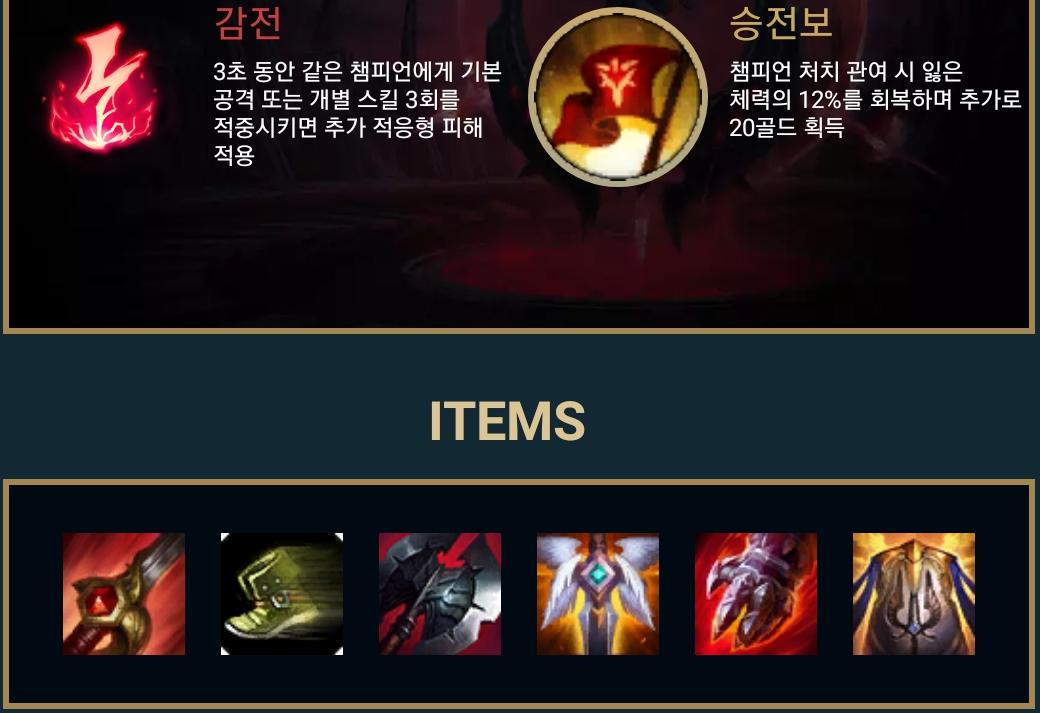 감전
3초 동안 같은 챔피언에게 기본
공격 또는 개별 스킬 3회를
적중시키면 추가 적응형 피해
적용
승전보
챔피언 처치 관여 시 잃은
체력의 12%를 회복하며 추가로
20골드 획득
ITEMS